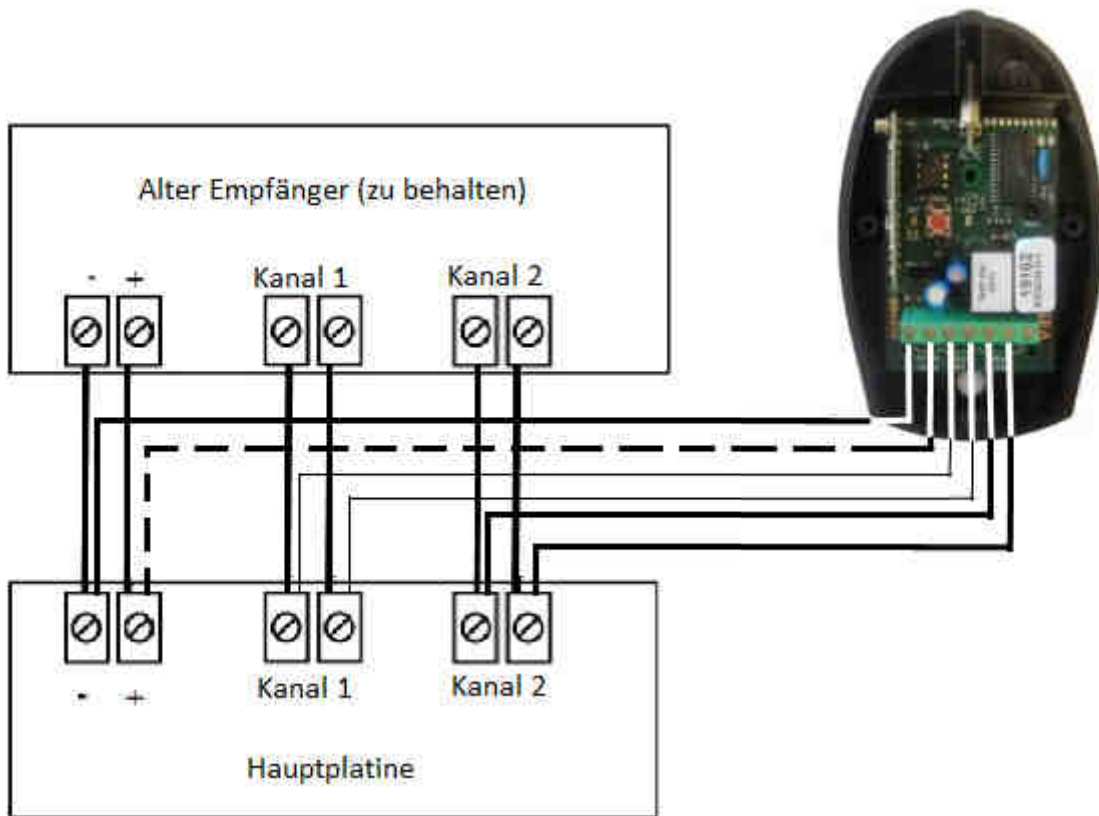 Alter Empfänger (zu behalten)
- +
Kanal 1
Kanal 2
- +
Kanal 1
Kanal 2
Hauptplatine